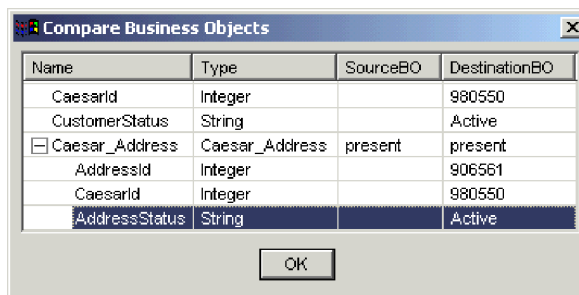 Compare Business Objects
Name Type SourceBO DestinationBO
CaesarId Integer 980550
CustomerStatus String Active
Caesar_Address Caesar_Address present present
AddressId Integer 906561
CaesarId Integer 980550
AddressStatus String Active
OK